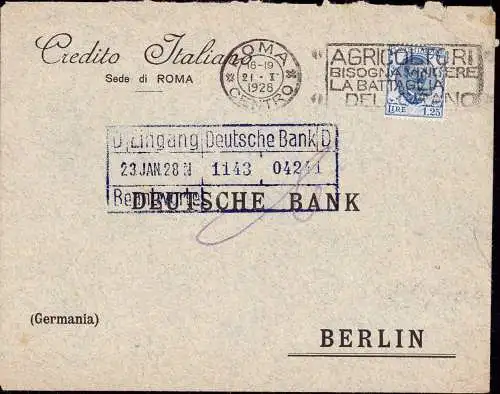 Credito Italiano
Sede di ROMA
ROMA
16-19
21 · I
1928
CENTRO
AGRICOLTORI
BISOGNA VINCERE
LA BATTAGLIA
DEL GRANO
LIRE 1,25
D Eingang Deutsche Bank D
23 JAN 28 N 1143 04241
DEUTSCHE BANK
(Germania)
BERLIN